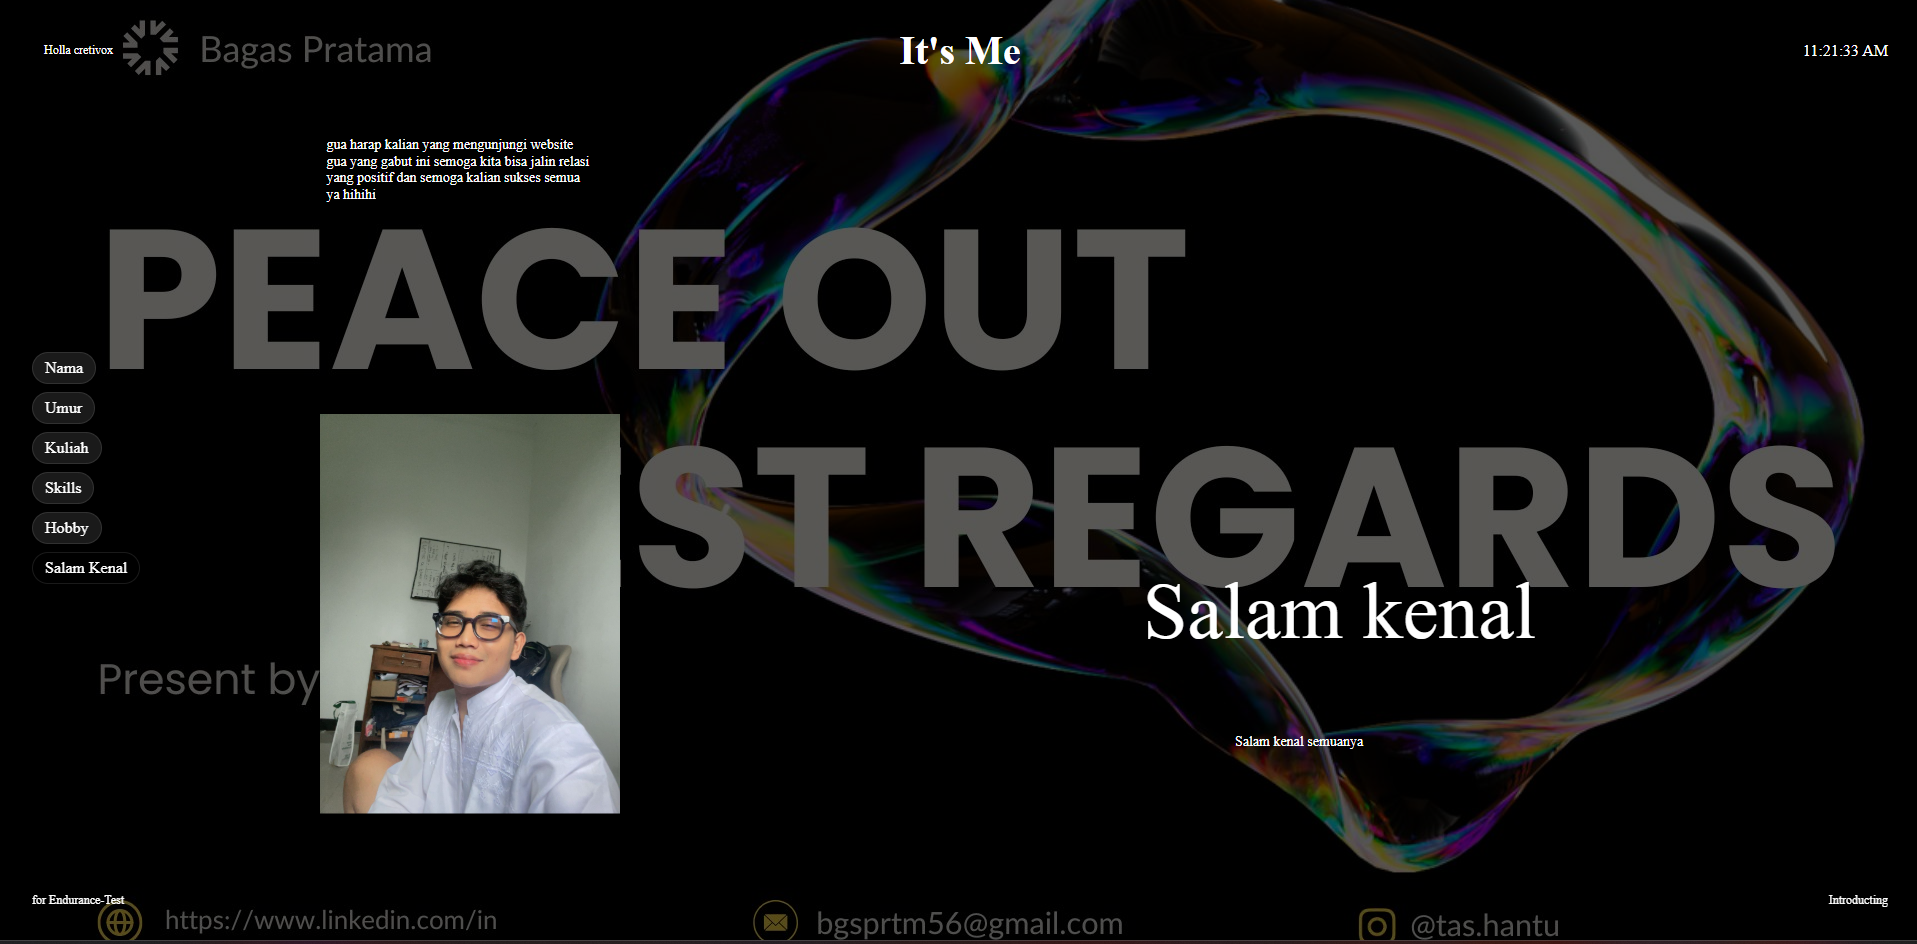 Holla cretivox
Bagas Pratama
It's Me
11:21:33 AM
gua harap kalian yang mengunjungi website
gua yang gabut ini semoga kita bisa jalin relasi
yang positif dan semoga kalian sukses semua
ya hihihi
PEACE OUT
Nama
Umur
Kuliah
Skills
Hobby
Salam Kenal
ST REGARDS
Salam kenal
Present by
Salam kenal semuanya
for Endurance-Test
Introducting
https://www.linkedin.com/in
bgsprtm56@gmail.com
@tas.hantu